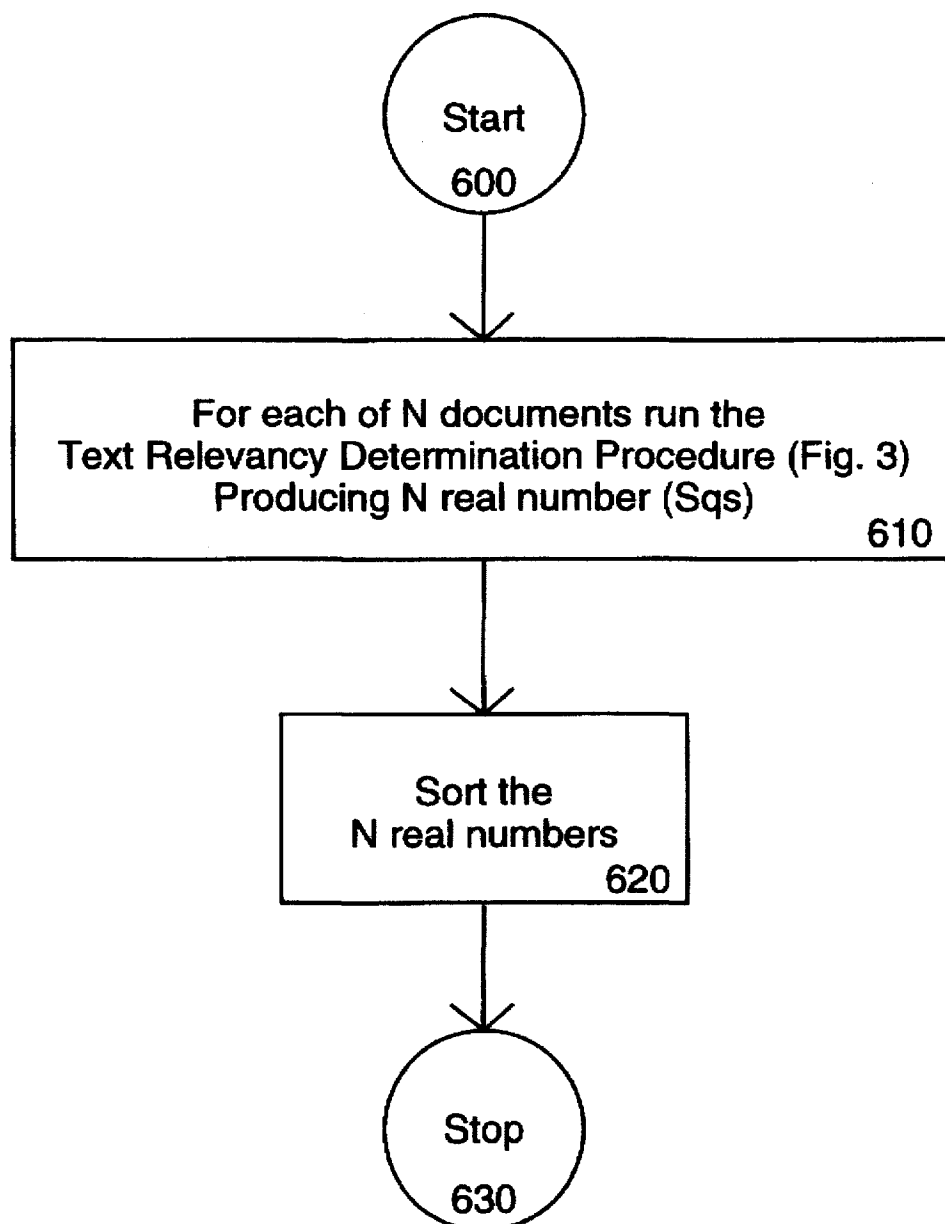 Start
600
For each of N documents run the
Text Relevancy Determination Procedure (Fig. 3)
Producing N real number (Sqs)
610
Sort the
N real numbers
620
Stop
630